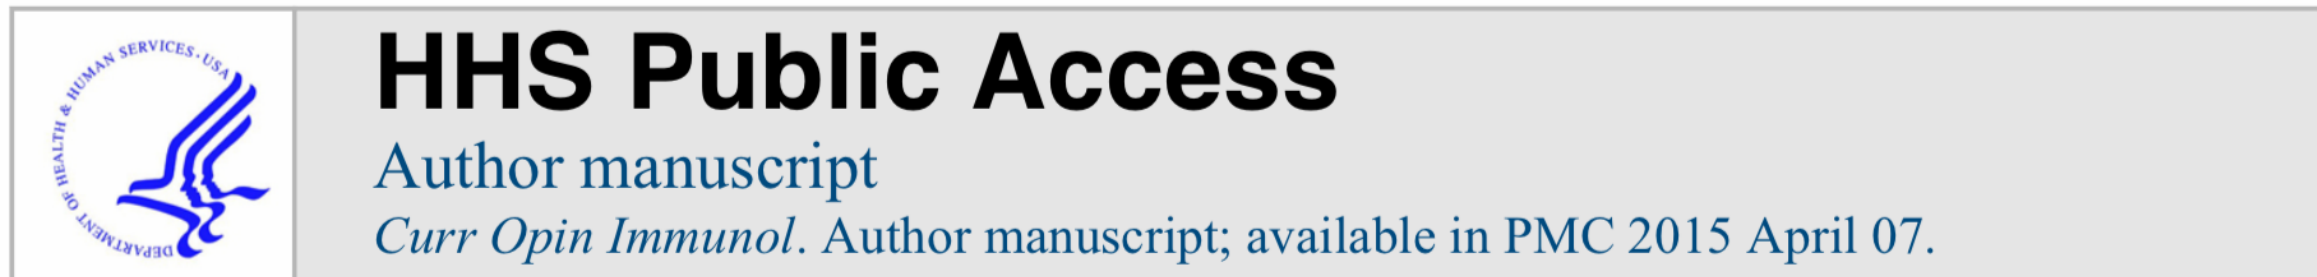 DEPARTMENT OF HEALTH & HUMAN SERVICES · USA
HHS Public Access
Author manuscript
Curr Opin Immunol. Author manuscript; available in PMC 2015 April 07.